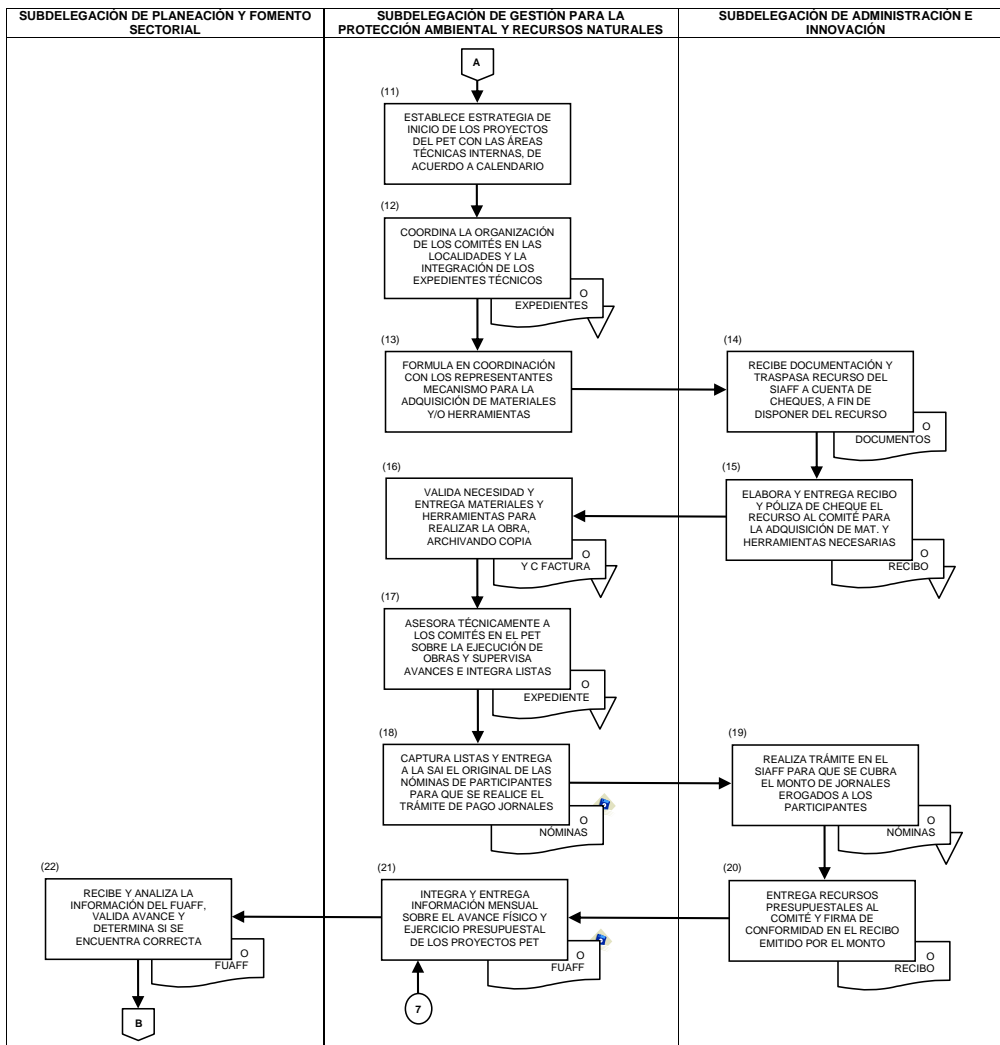 SUBDELEGACIÓN DE PLANEACIÓN Y FOMENTO
SECTORIAL
SUBDELEGACIÓN DE GESTIÓN PARA LA
PROTECCIÓN AMBIENTAL Y RECURSOS NATURALES
SUBDELEGACIÓN DE ADMINISTRACIÓN E
INNOVACIÓN
A
(11)
ESTABLECE ESTRATEGIA DE
INICIO DE LOS PROYECTOS
DEL PET CON LAS ÁREAS
TÉCNICAS INTERNAS, DE
ACUERDO A CALENDARIO
(12)
COORDINA LA ORGANIZACIÓN
DE LOS COMITÉS EN LAS
LOCALIDADES Y LA
INTEGRACIÓN DE LOS
EXPEDIENTES TÉCNICOS
O
EXPEDIENTES
(13)
FORMULA EN COORDINACIÓN
CON LOS REPRESENTANTES
MECANISMO PARA LA
ADQUISICIÓN DE MATERIALES
Y/O HERRAMIENTAS
(14)
RECIBE DOCUMENTACIÓN Y
TRASPASA RECURSO DEL
SIAFF A CUENTA DE
CHEQUES, A FIN DE
DISPONER DEL RECURSO
O
DOCUMENTOS
(15)
ELABORA Y ENTREGA RECIBO
Y PÓLIZA DE CHEQUE EL
RECURSO AL COMITÉ PARA
LA ADQUISICIÓN DE MAT. Y
HERRAMIENTAS NECESARIAS
O
RECIBO
(16)
VALIDA NECESIDAD Y
ENTREGA MATERIALES Y
HERRAMIENTAS PARA
REALIZAR LA OBRA,
ARCHIVANDO COPIA
O
Y C FACTURA
(17)
ASESORA TÉCNICAMENTE A
LOS COMITÉS EN EL PET
SOBRE LA EJECUCIÓN DE
OBRAS Y SUPERVISA
AVANCES E INTEGRA LISTAS
O
EXPEDIENTE
(18)
CAPTURA LISTAS Y ENTREGA
A LA SAI EL ORIGINAL DE LAS
NÓMINAS DE PARTICIPANTES
PARA QUE SE REALICE EL
TRÁMITE DE PAGO JORNALES
O
NÓMINAS
(19)
REALIZA TRÁMITE EN EL
SIAFF PARA QUE SE CUBRA
EL MONTO DE JORNALES
EROGADOS A LOS
PARTICIPANTES
O
NÓMINAS
(20)
ENTREGA RECURSOS
PRESUPUESTALES AL
COMITÉ Y FIRMA DE
CONFORMIDAD EN EL RECIBO
EMITIDO POR EL MONTO
O
RECIBO
(21)
INTEGRA Y ENTREGA
INFORMACIÓN MENSUAL
SOBRE EL AVANCE FÍSICO Y
EJERCICIO PRESUPUESTAL
DE LOS PROYECTOS PET
O
FUAFF
7
(22)
RECIBE Y ANALIZA LA
INFORMACIÓN DEL FUAFF,
VALIDA AVANCE Y
DETERMINA SI SE
ENCUENTRA CORRECTA
O
FUAFF
B